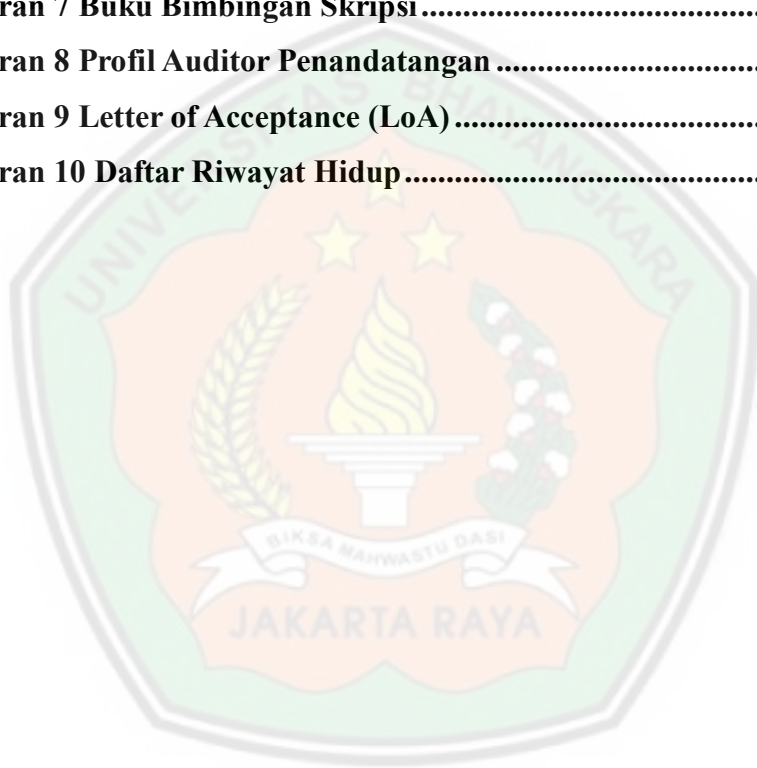 ran 7 Buku Bimbingan Skripsi
ran 8 Profil Auditor Penandatangan
ran 9 Letter of Acceptance (LoA)
ran 10 Daftar Riwayat Hidup
UNIVERSITAS BHAYANGKARA
BIKSA MAHWASTU DASI
JAKARTA RAYA